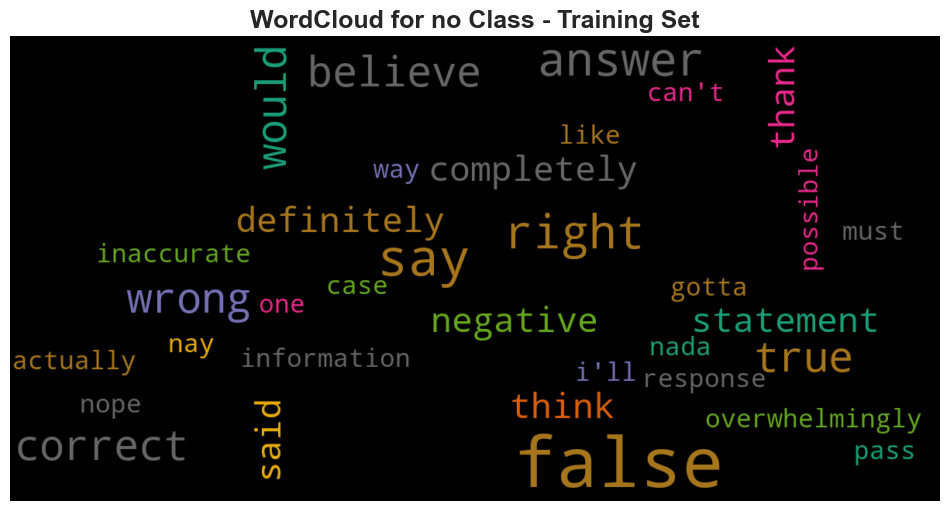 WordCloud for no Class - Training Set
would
believe
answer
can't
thank
like
way
completely
possible
definitely
right
must
inaccurate
say
case
gotta
wrong
one
negative
statement
nay
nada
actually
information
true
i'll
response
nope
think
said
overwhelmingly
correct
false
pass